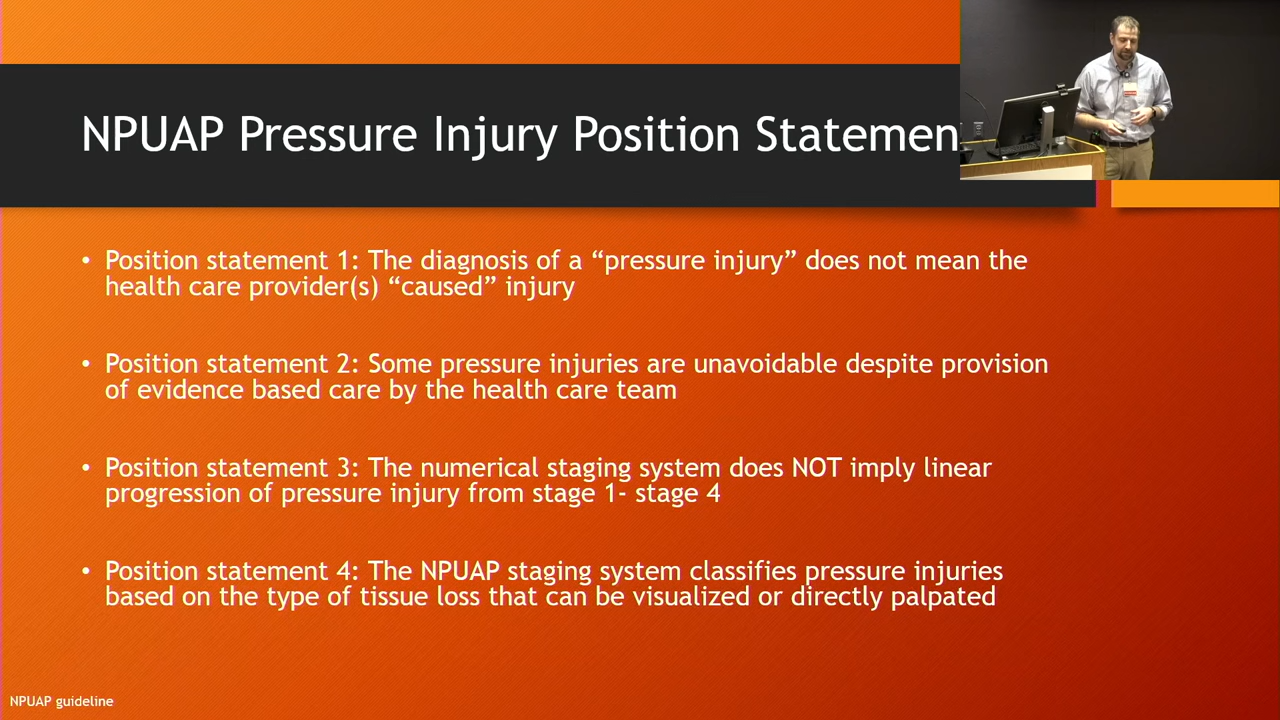 NPUAP Pressure Injury Position Statemen
• Position statement 1: The diagnosis of a “pressure injury” does not mean the
health care provider(s) “caused” injury
• Position statement 2: Some pressure injuries are unavoidable despite provision
of evidence based care by the health care team
• Position statement 3: The numerical staging system does NOT imply linear
progression of pressure injury from stage 1- stage 4
• Position statement 4: The NPUAP staging system classifies pressure injuries
based on the type of tissue loss that can be visualized or directly palpated
NPUAP guideline